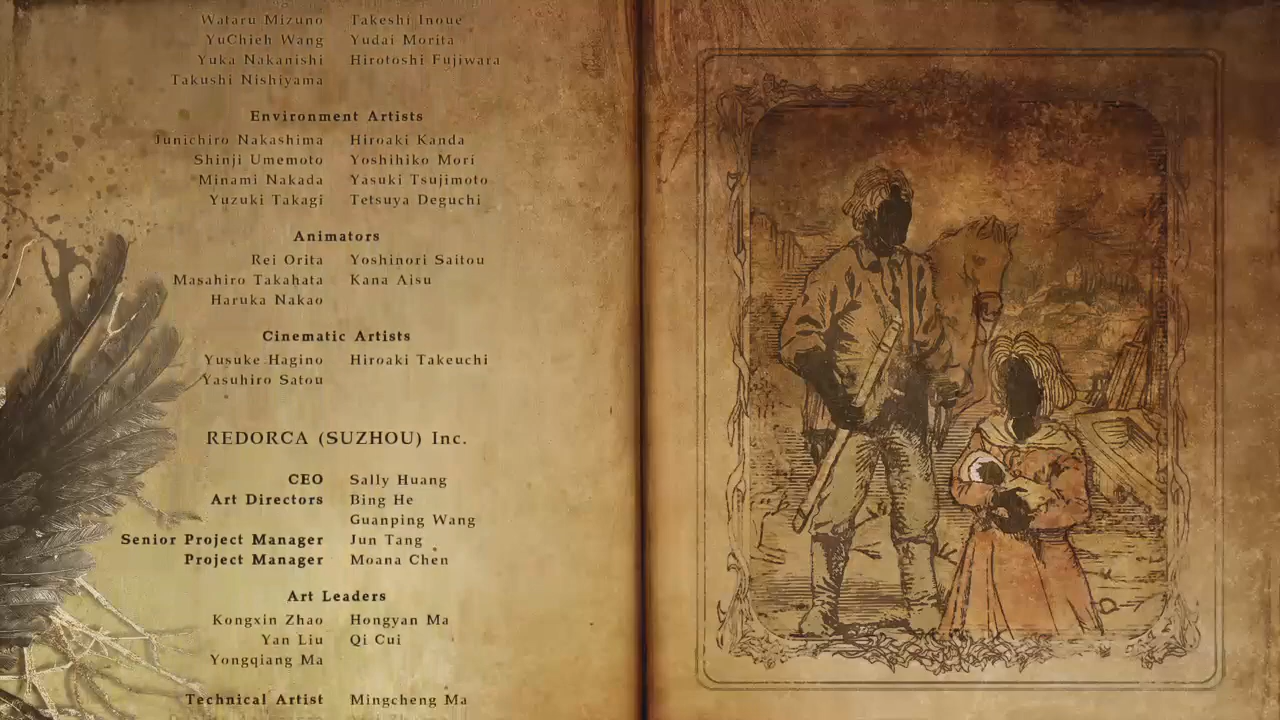 Wataru Mizuno Takeshi Inoue
YuChieh Wang Yudai Morita
Yuka Nakanishi Hirotoshi Fujiwara
Takushi Nishiyama
Environment Artists
Junichiro Nakashima Hiroaki Kanda
Shinji Umemoto Yoshihiko Mori
Minami Nakada Yasuki Tsujimoto
Yuzuki Takagi Tetsuya Deguchi
Animators
Rei Orita Yoshinori Saitou
Masahiro Takahata Kana Aisu
Haruka Nakao
Cinematic Artists
Yusuke Hagino Hiroaki Takeuchi
Yasuhiro Satou
REDORCA (SUZHOU) Inc.
CEO Sally Huang
Art Directors Bing He
Guanping Wang
Senior Project Manager Jun Tang
Project Manager Moana Chen
Art Leaders
Kongxin Zhao Hongyan Ma
Yan Liu Qi Cui
Yongqiang Ma
Technical Artist Mingcheng Ma